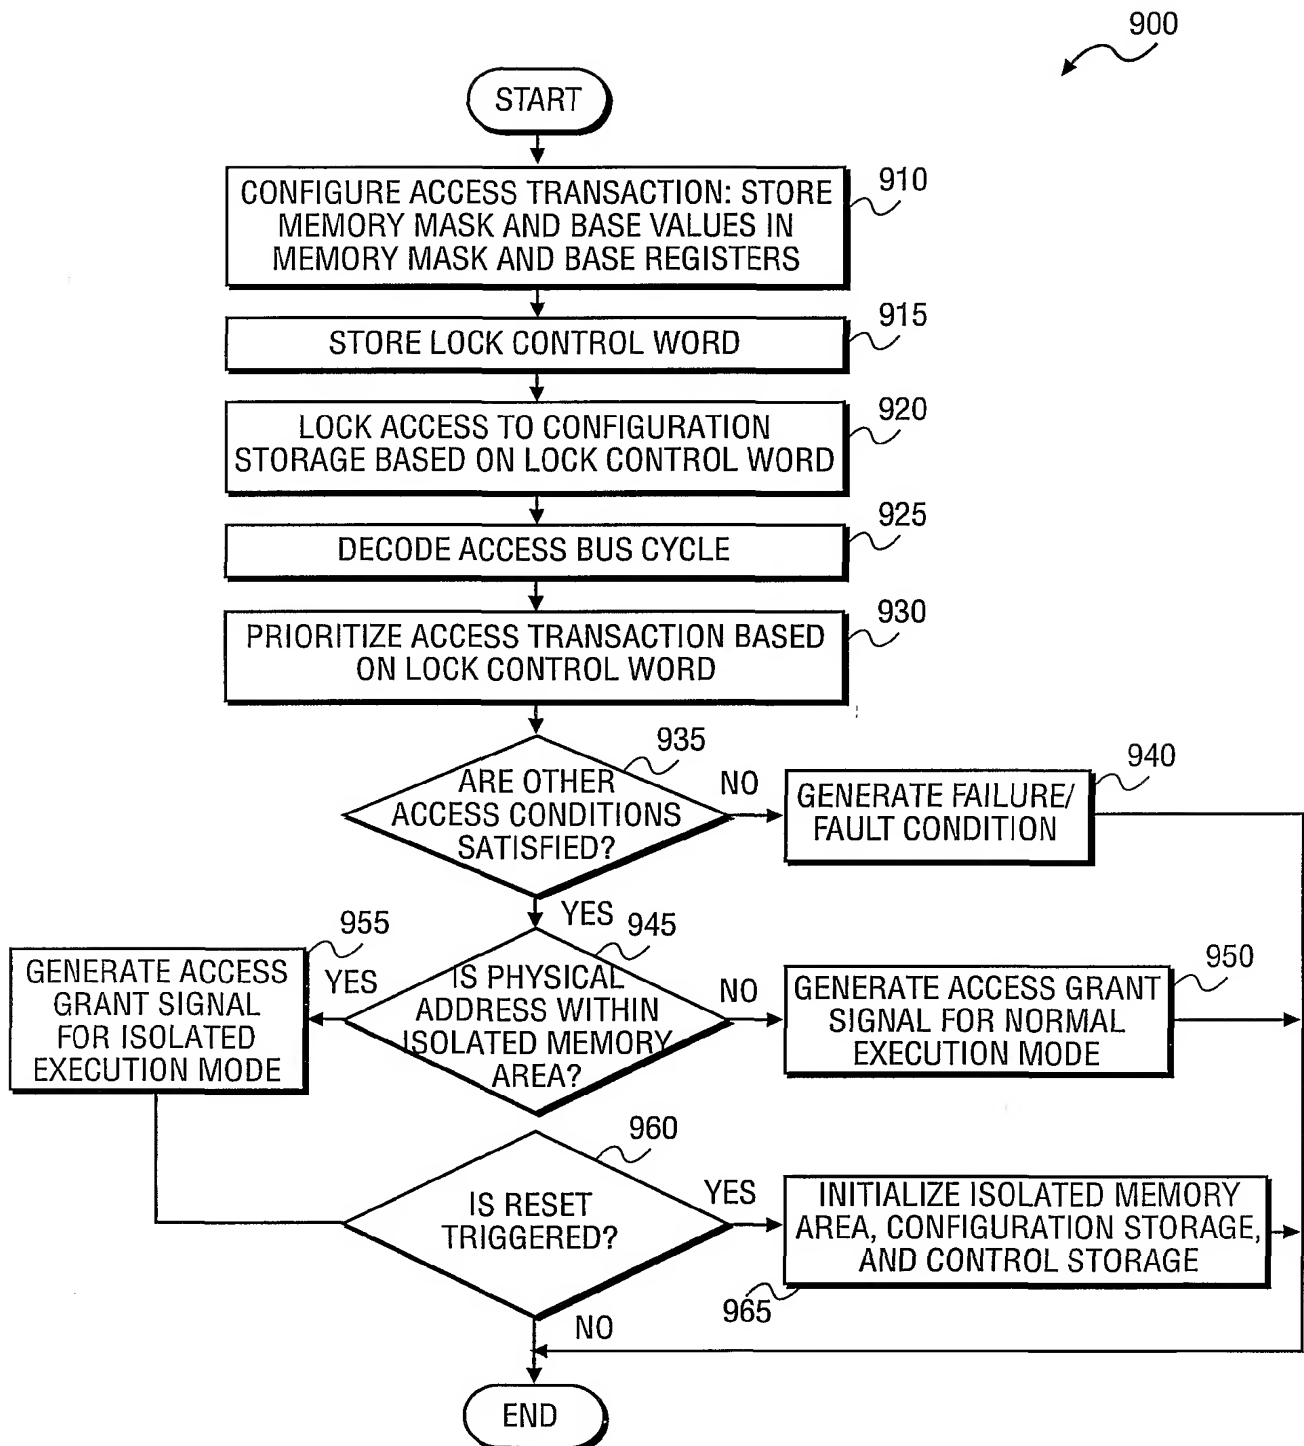 900
START
CONFIGURE ACCESS TRANSACTION: STORE
MEMORY MASK AND BASE VALUES IN
MEMORY MASK AND BASE REGISTERS
910
STORE LOCK CONTROL WORD
915
LOCK ACCESS TO CONFIGURATION
STORAGE BASED ON LOCK CONTROL WORD
920
DECODE ACCESS BUS CYCLE
925
PRIORITIZE ACCESS TRANSACTION BASED
ON LOCK CONTROL WORD
930
ARE OTHER
ACCESS CONDITIONS
SATISFIED?
935
NO
GENERATE FAILURE/
FAULT CONDITION
940
YES
IS PHYSICAL
ADDRESS WITHIN
ISOLATED MEMORY
AREA?
945
YES
GENERATE ACCESS
GRANT SIGNAL
FOR ISOLATED
EXECUTION MODE
955
NO
GENERATE ACCESS GRANT
SIGNAL FOR NORMAL
EXECUTION MODE
950
IS RESET
TRIGGERED?
960
YES
INITIALIZE ISOLATED MEMORY
AREA, CONFIGURATION STORAGE,
AND CONTROL STORAGE
965
NO
END